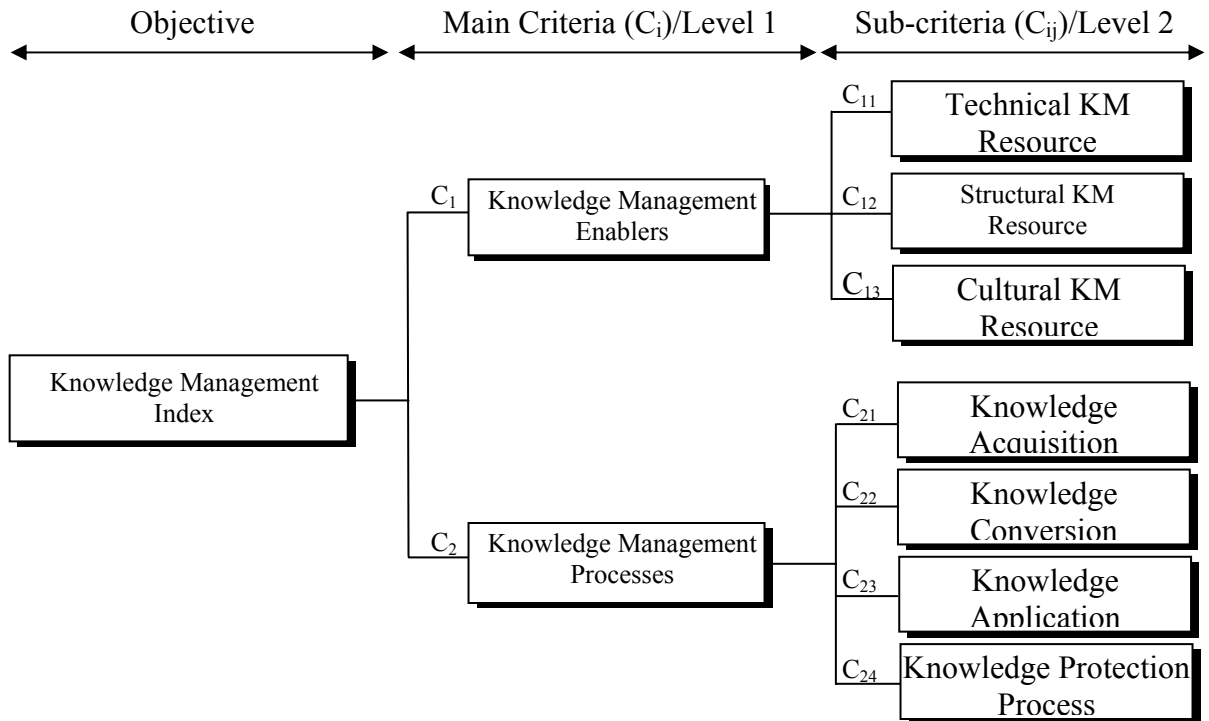 Objective
Main Criteria (Ci)/Level 1
Sub-criteria (Cij)/Level 2
C11
Technical KM
Resource
C1
Knowledge Management
Enablers
C12
Structural KM
Resource
C13
Cultural KM
Resource
Knowledge Management
Index
C21
Knowledge
Acquisition
C22
Knowledge
Conversion
C2
Knowledge Management
Processes
C23
Knowledge
Application
C24
Knowledge Protection
Process